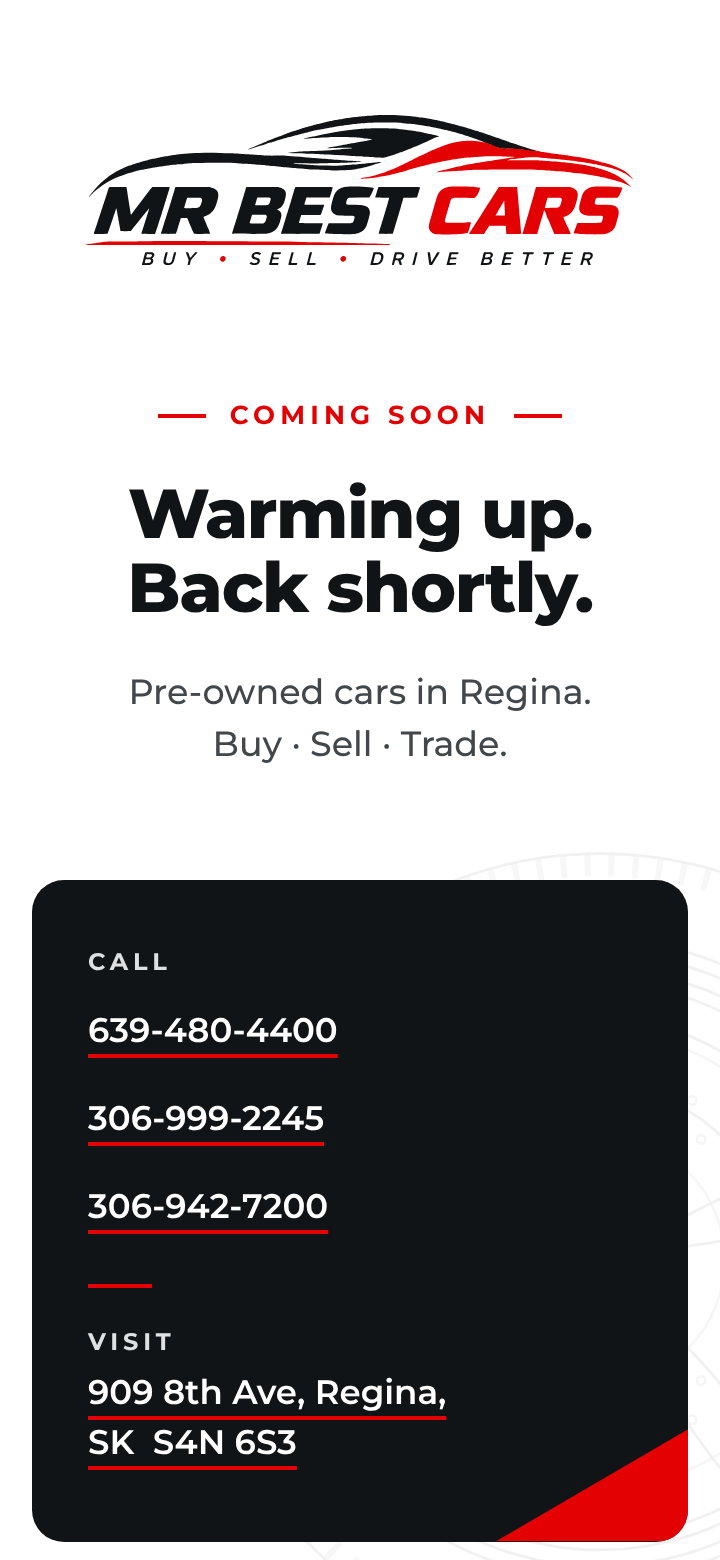 MR BEST CARS
BUY • SELL • DRIVE BETTER
COMING SOON
Warming up.
Back shortly.
Pre-owned cars in Regina.
Buy · Sell · Trade.
CALL
639-480-4400
306-999-2245
306-942-7200
VISIT
909 8th Ave, Regina,
SK  S4N 6S3